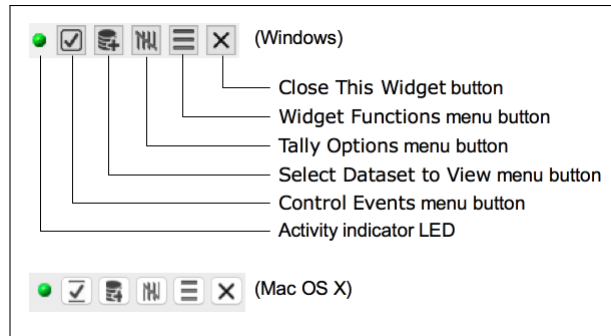 (Windows)
Close This Widget button
Widget Functions menu button
Tally Options menu button
Select Dataset to View menu button
Control Events menu button
Activity indicator LED
(Mac OS X)